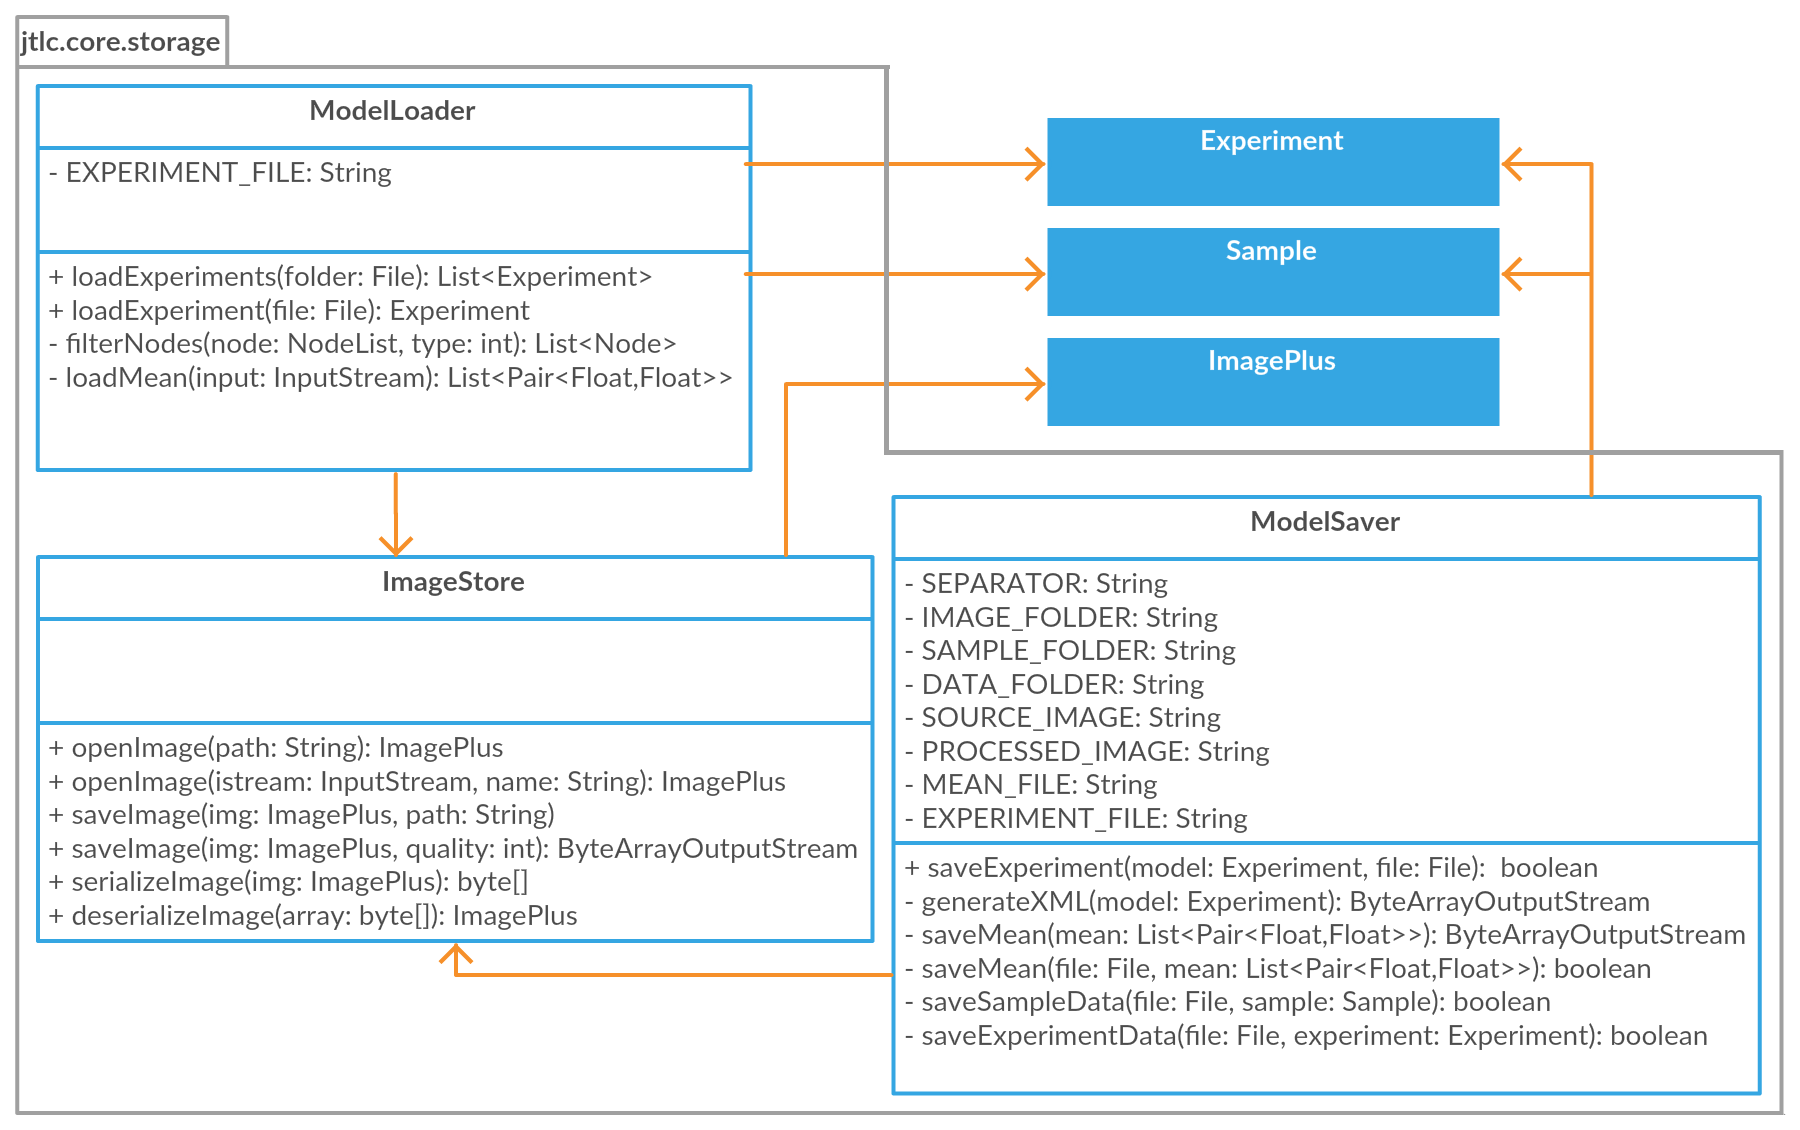 jtlc.core.storage
ModelLoader
- EXPERIMENT_FILE: String
+ loadExperiments(folder: File): List<Experiment>
+ loadExperiment(file: File): Experiment
- filterNodes(node: NodeList, type: int): List<Node>
- loadMean(input: InputStream): List<Pair<Float,Float>>
Experiment
Sample
ImagePlus
ImageStore
+ openImage(path: String): ImagePlus
+ openImage(istream: InputStream, name: String): ImagePlus
+ saveImage(img: ImagePlus, path: String)
+ saveImage(img: ImagePlus, quality: int): ByteArrayOutputStream
+ serializeImage(img: ImagePlus): byte[]
+ deserializeImage(array: byte[]): ImagePlus
ModelSaver
- SEPARATOR: String
- IMAGE_FOLDER: String
- SAMPLE_FOLDER: String
- DATA_FOLDER: String
- SOURCE_IMAGE: String
- PROCESSED_IMAGE: String
- MEAN_FILE: String
- EXPERIMENT_FILE: String
+ saveExperiment(model: Experiment, file: File):  boolean
- generateXML(model: Experiment): ByteArrayOutputStream
- saveMean(mean: List<Pair<Float,Float>>): ByteArrayOutputStream
- saveMean(file: File, mean: List<Pair<Float,Float>>): boolean
- saveSampleData(file: File, sample: Sample): boolean
- saveExperimentData(file: File, experiment: Experiment): boolean